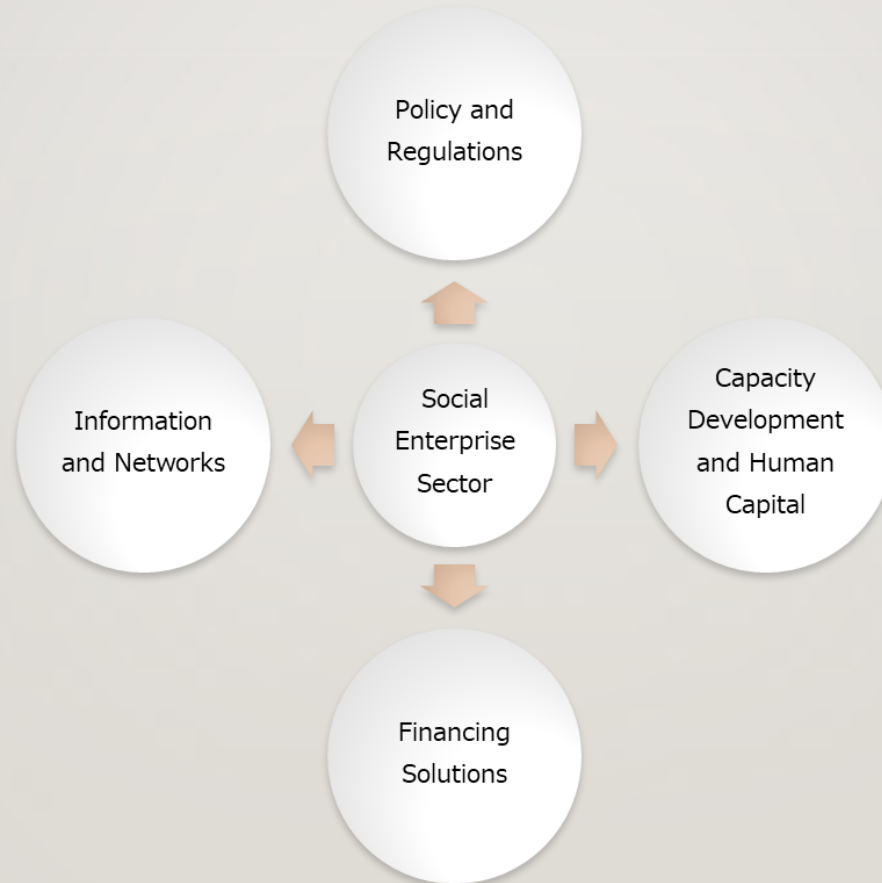 Policy and
Regulations
Information
and Networks
Social
Enterprise
Sector
Capacity
Development
and Human
Capital
Financing
Solutions